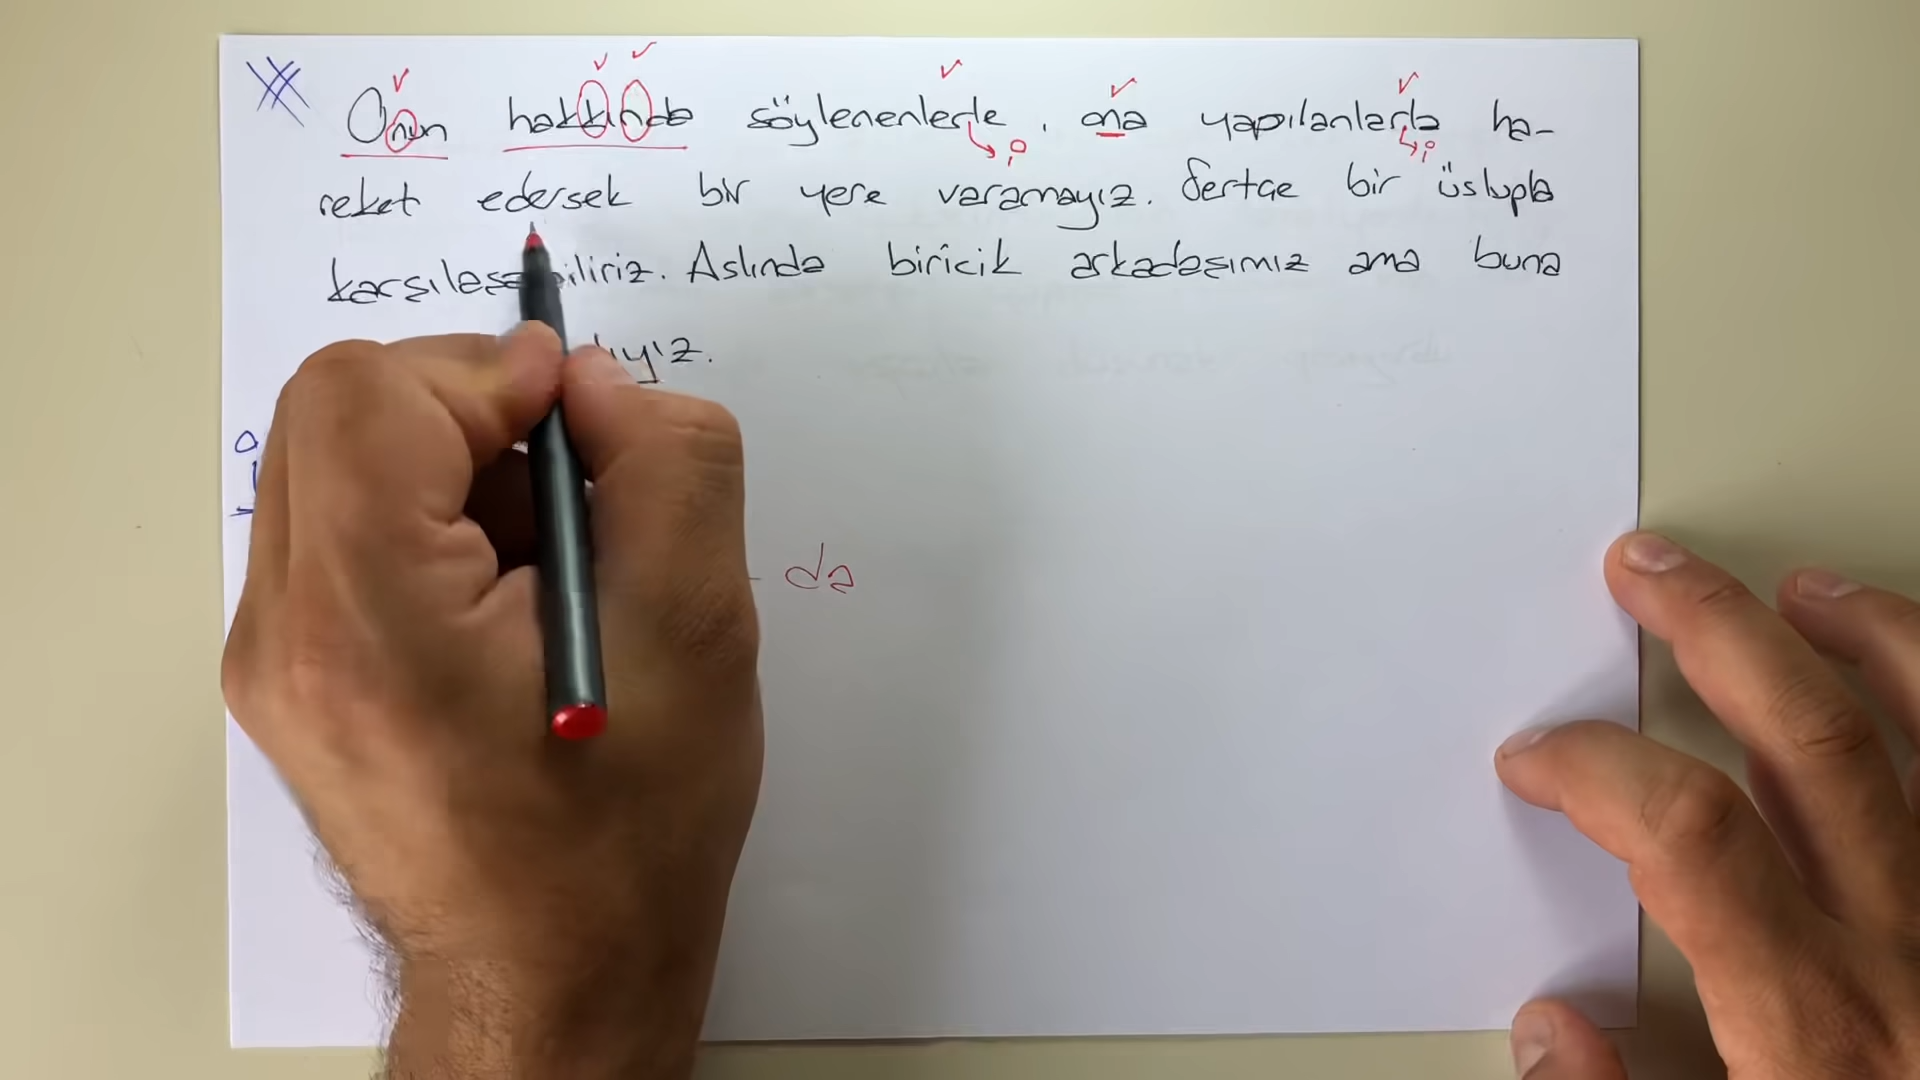 Onun hakkında söylenenlerle, ona yapılanlarla ha-
reket edersek bir yere varamayız. Sertçe bir üslupla
karşılaşabiliriz. Aslında biricik arkadaşımız ama buna
da